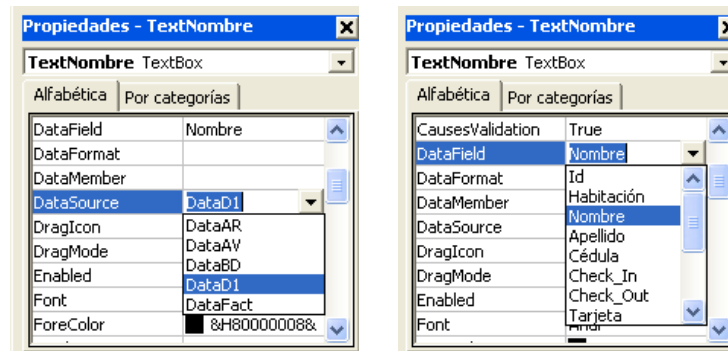 Propiedades - TextNombre
TextNombre TextBox
Alfabética Por categorías
DataField Nombre
DataFormat
DataMember
DataSource DataD1
DragIcon DataAR
DragMode DataAV
Enabled DataBD
Font DataD1
DataFact
ForeColor &H80000008&
Propiedades - TextNombre
TextNombre TextBox
Alfabética Por categorías
CausesValidation True
DataField Nombre
DataFormat Id
DataMember Habitación
DataSource Nombre
Apellido
DragIcon Cédula
DragMode Check_In
Enabled Check_Out
Font Tarjeta